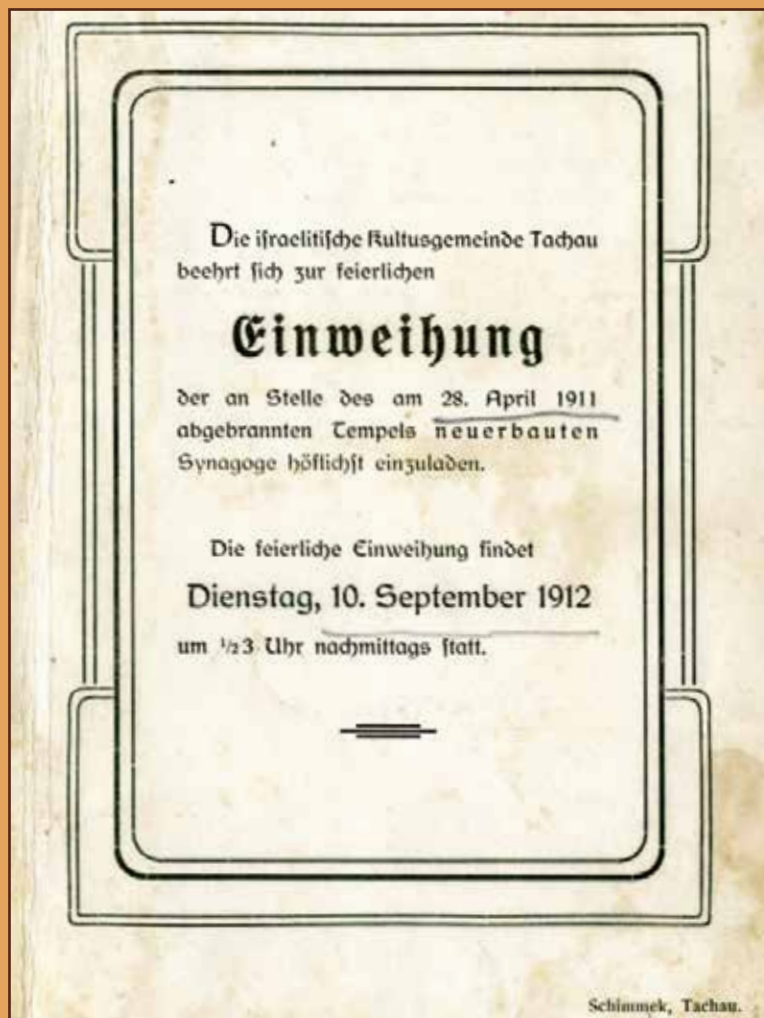 Die iſraelitiſche Kultusgemeinde Tachau
beehrt ſich zur feierlichen
Einweihung
der an Stelle des am 28. April 1911
abgebrannten Tempels neuerbauten
Synagoge höflichſt einzuladen.
Die feierliche Einweihung findet
Dienstag, 10. September 1912
um ½3 Uhr nachmittags ſtatt.
Schimmek, Tachau.